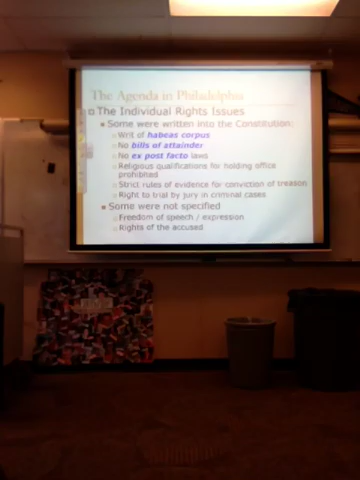 The Agenda in Philadelphia
The Individual Rights Issues
Some were written into the Constitution:
Writ of habeas corpus
No bills of attainder
No ex post facto laws
Religious qualifications for holding office
prohibited
Strict rules of evidence for conviction of treason
Right to trial by jury in criminal cases
Some were not specified
Freedom of speech / expression
Rights of the accused